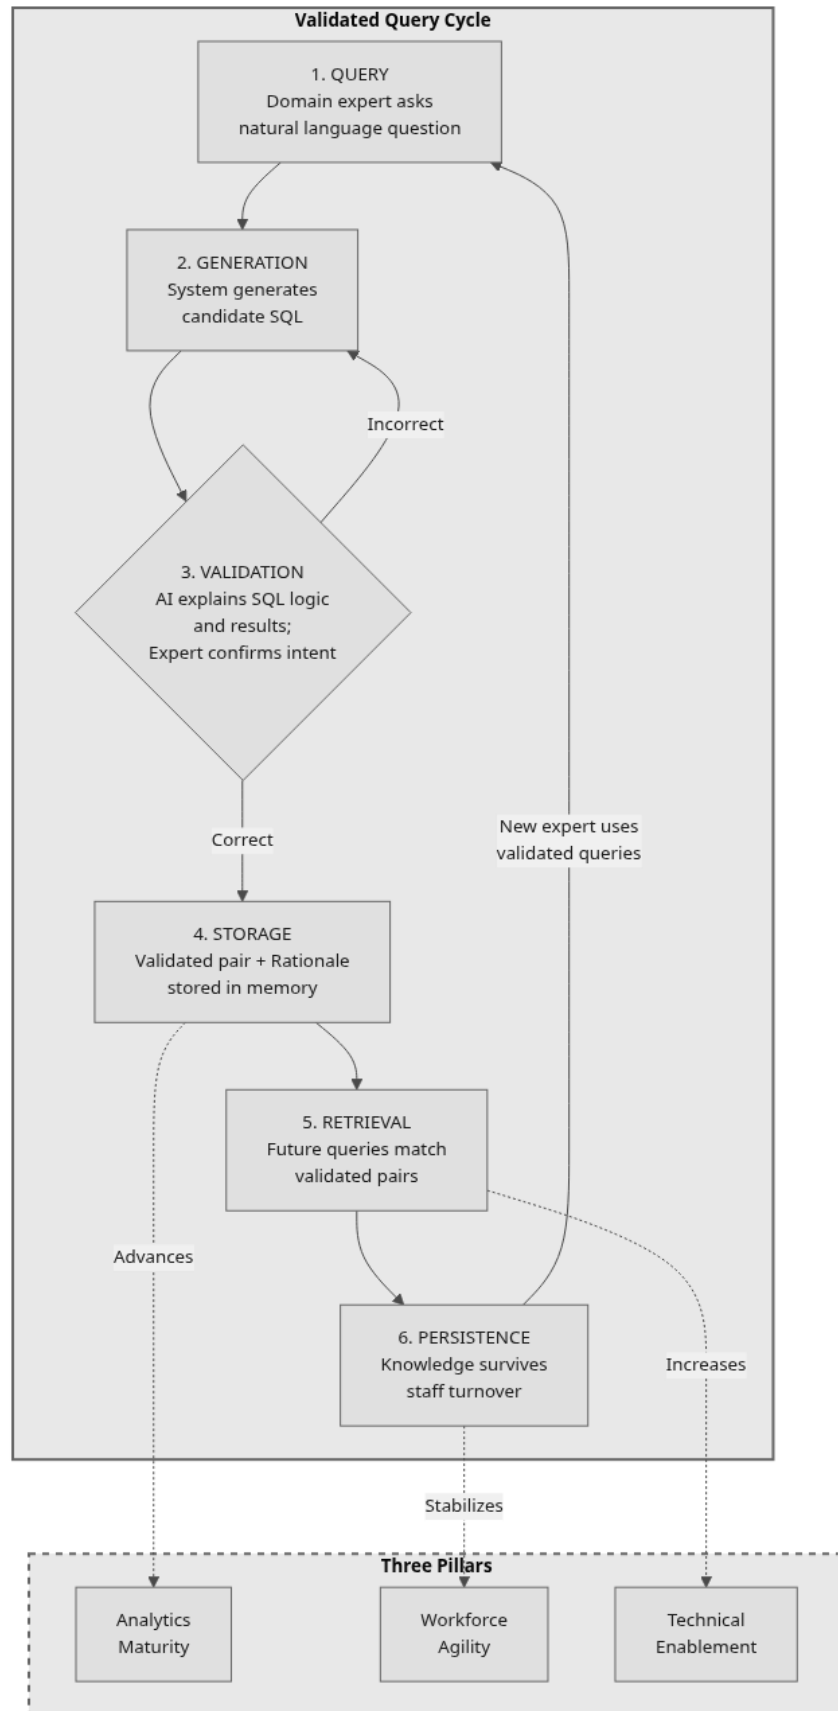 Validated Query Cycle
1. QUERY
Domain expert asks
natural language question
2. GENERATION
System generates
candidate SQL
Incorrect
3. VALIDATION
AI explains SQL logic
and results;
Expert confirms intent
Correct
New expert uses
validated queries
4. STORAGE
Validated pair + Rationale
stored in memory
5. RETRIEVAL
Future queries match
validated pairs
Advances
6. PERSISTENCE
Knowledge survives
staff turnover
Increases
Stabilizes
Three Pillars
Analytics
Maturity
Workforce
Agility
Technical
Enablement